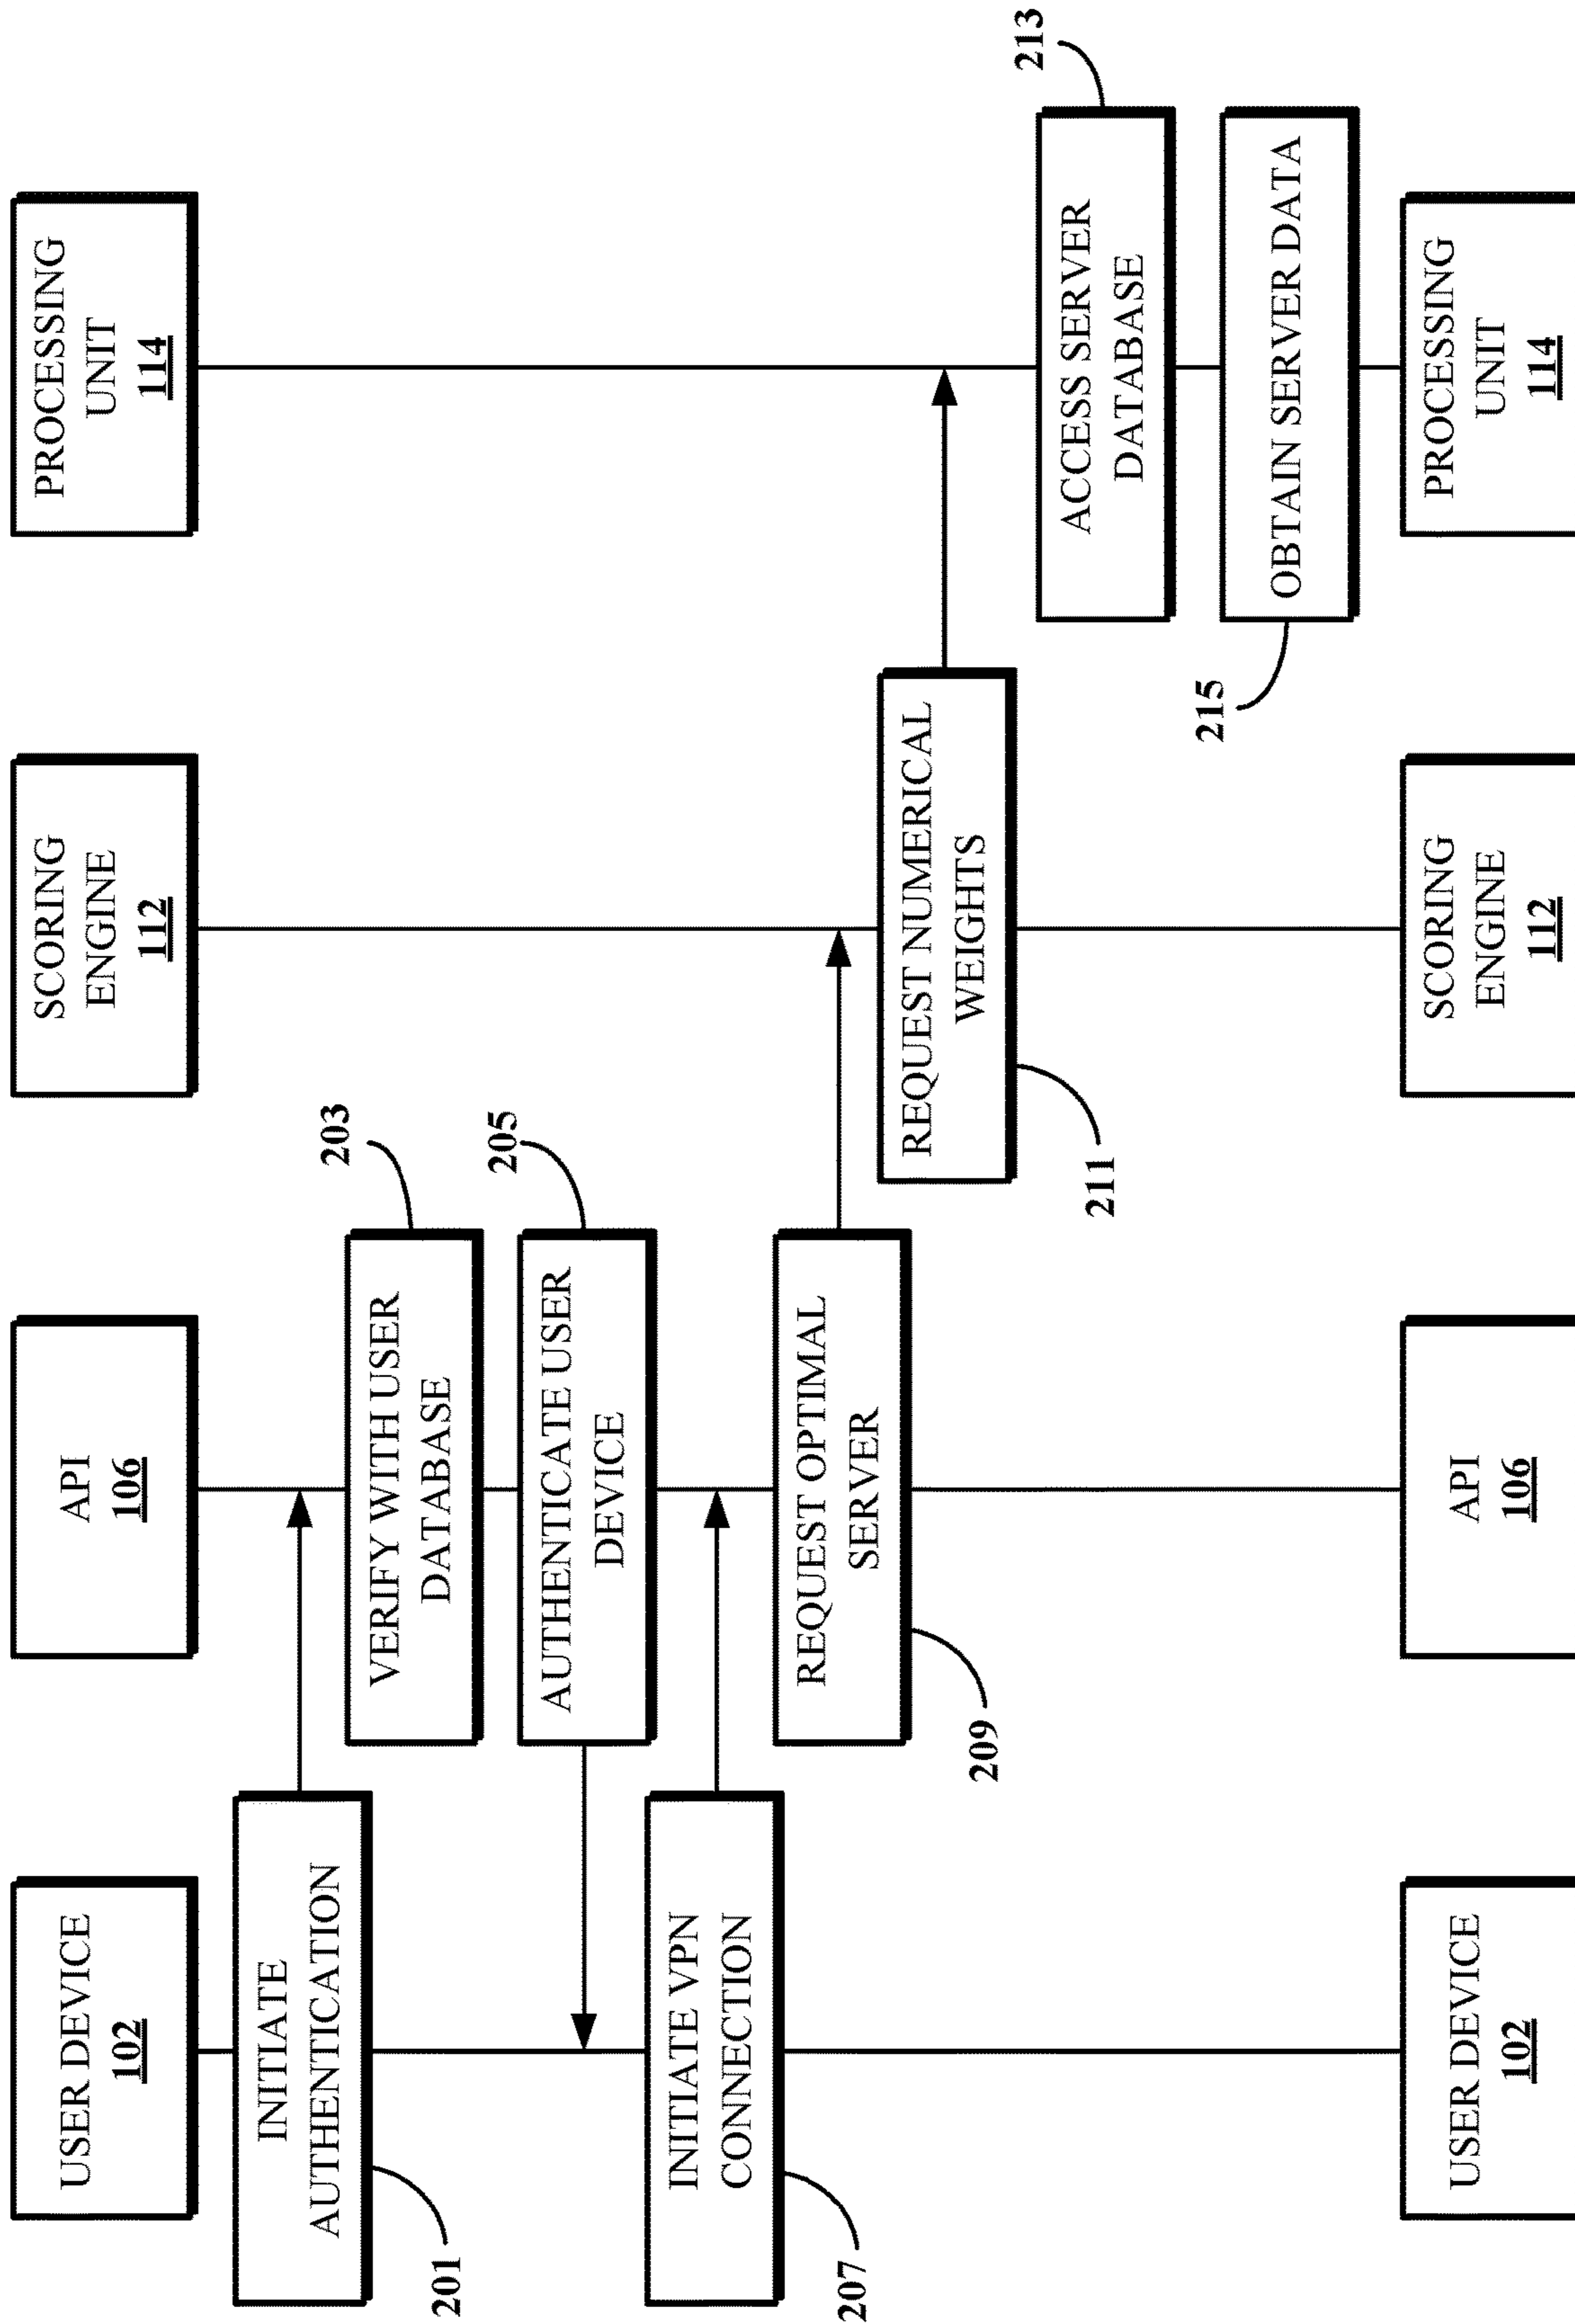 USER DEVICE
102
API
106
SCORING
ENGINE
112
PROCESSING
UNIT
114
INITIATE
AUTHENTICATION
201
VERIFY WITH USER
DATABASE
203
AUTHENTICATE USER
DEVICE
205
INITIATE VPN
CONNECTION
207
REQUEST OPTIMAL
SERVER
209
REQUEST NUMERICAL
WEIGHTS
211
ACCESS SERVER
DATABASE
213
OBTAIN SERVER DATA
215
USER DEVICE
102
API
106
SCORING
ENGINE
112
PROCESSING
UNIT
114